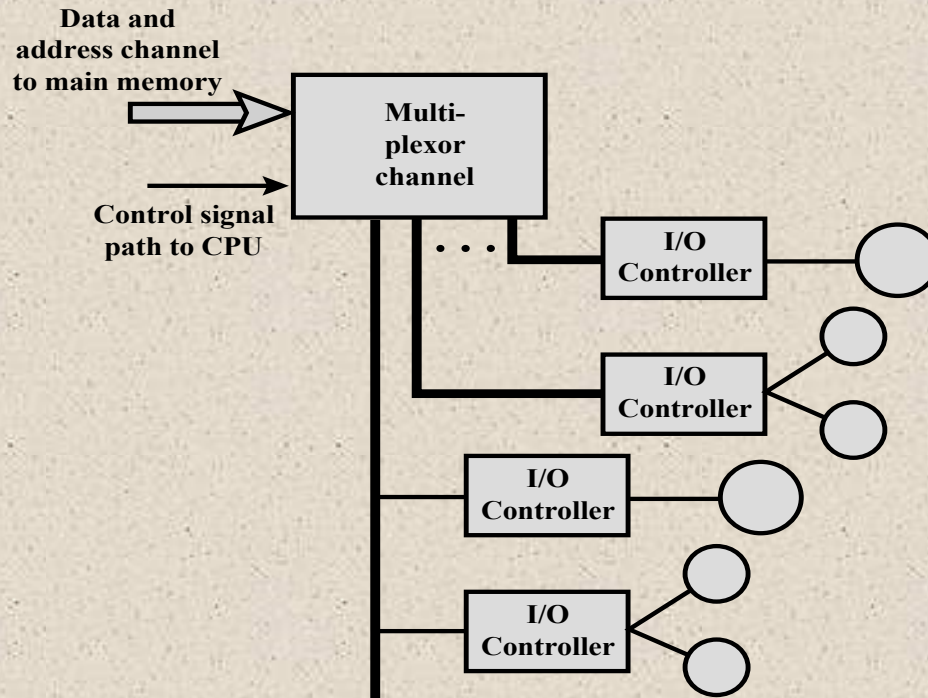 Data and
address channel
to main memory
Multi-
plexor
channel
Control signal
path to CPU
. . .
I/O
Controller
I/O
Controller
I/O
Controller
I/O
Controller